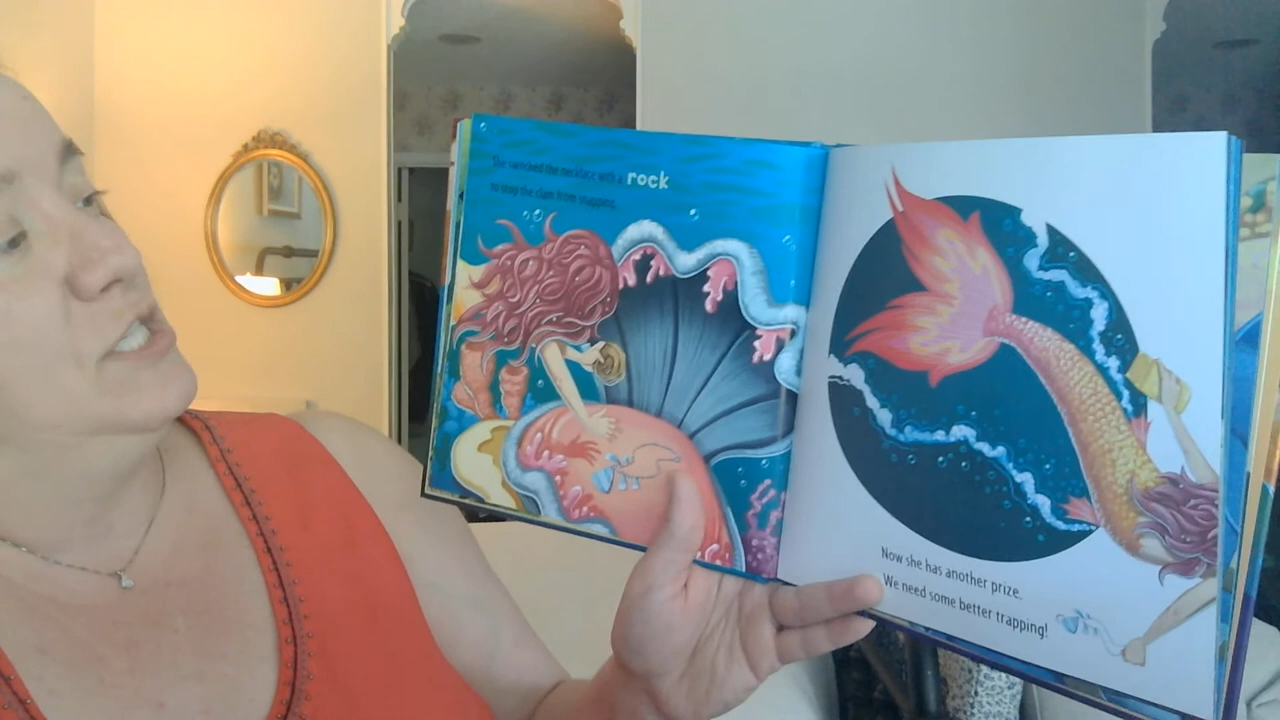 She switched the necklace with a rock
to stop the clam from snapping.
Now she has another prize.
We need some better trapping!